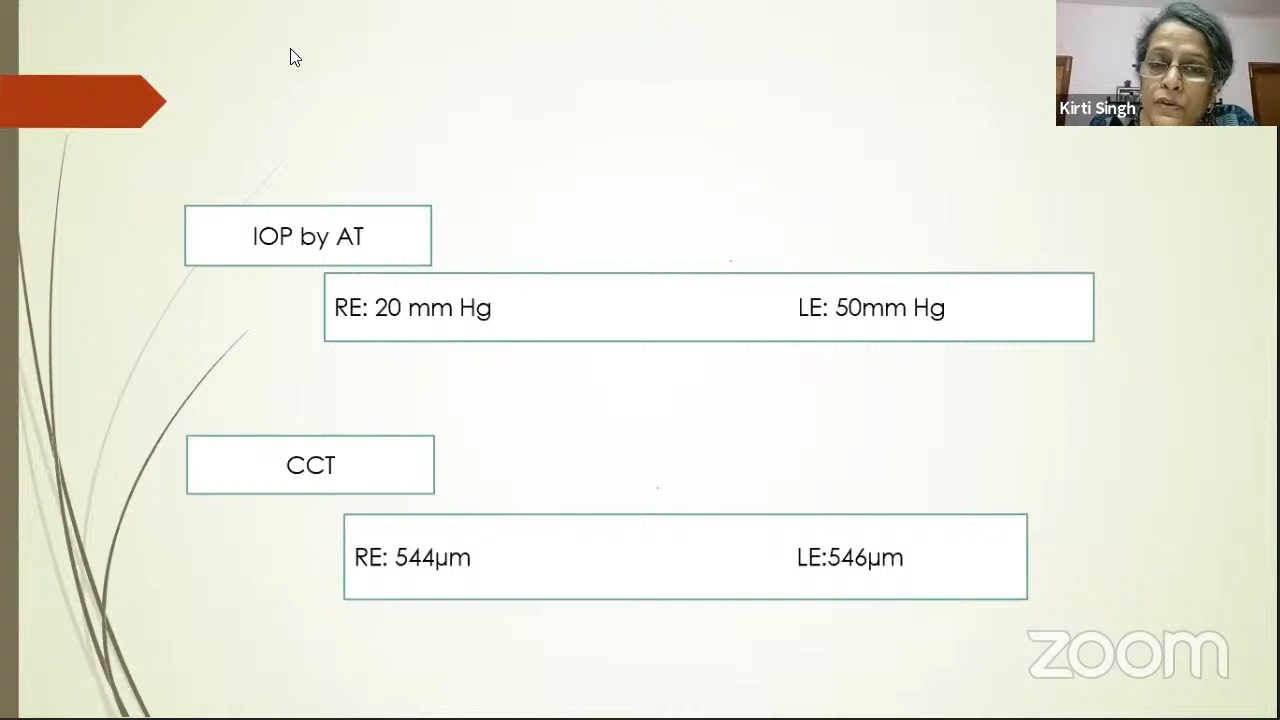 Kirti Singh
IOP by AT
RE: 20 mm Hg LE: 50mm Hg
CCT
RE: 544µm LE:546µm
zoom